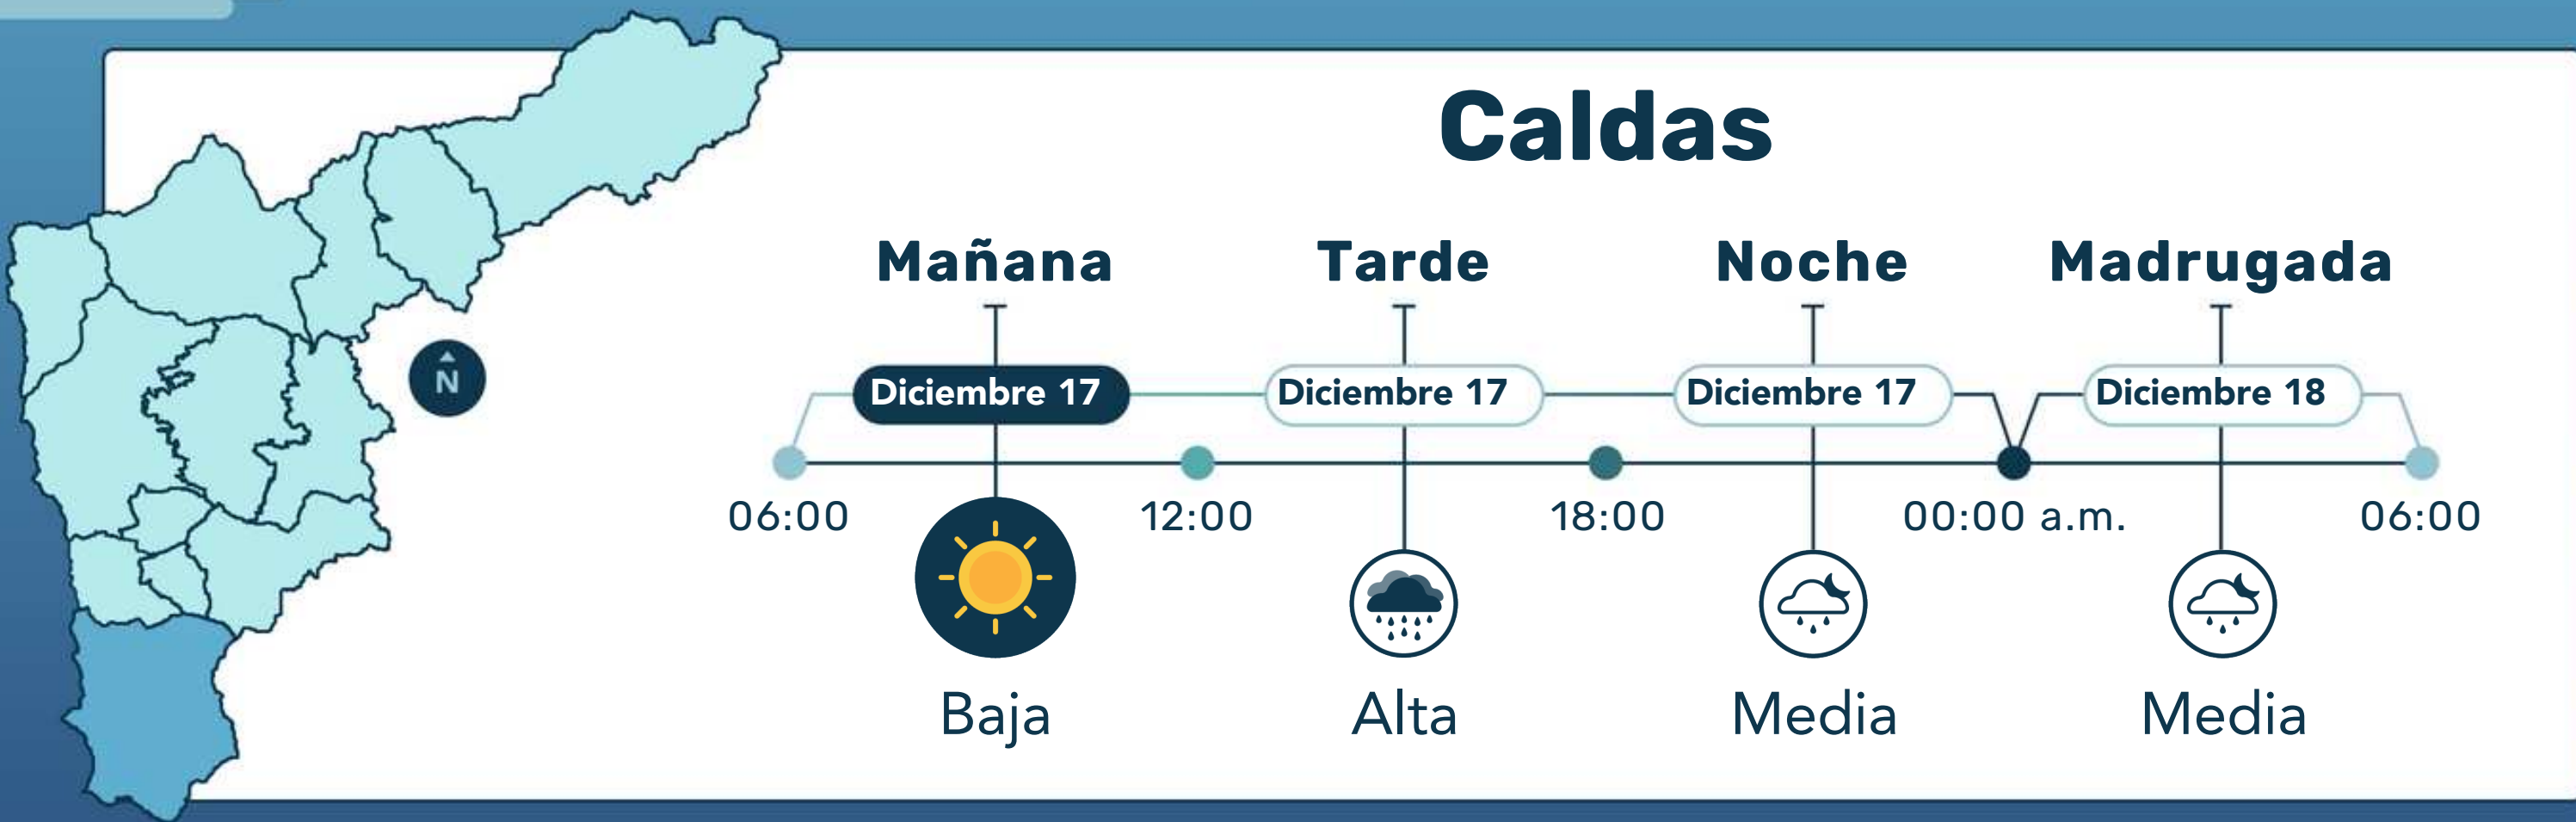 Caldas
Mañana Tarde Noche Madrugada
Diciembre 17 Diciembre 17 Diciembre 17 Diciembre 18
N
06:00 12:00 18:00 00:00 a.m. 06:00
Baja Alta Media Media